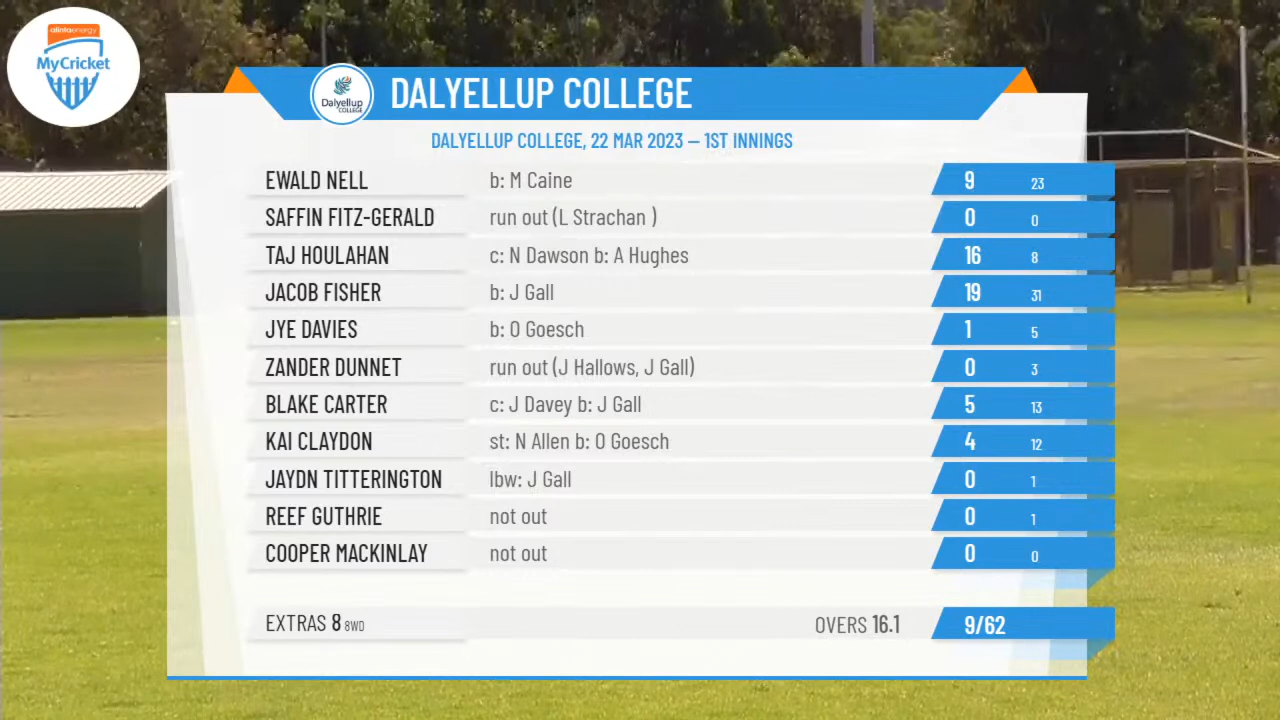 alintaenergy
MyCricket
Dalyellup
COLLEGE
DALYELLUP COLLEGE
DALYELLUP COLLEGE, 22 MAR 2023 – 1ST INNINGS
EWALD NELL b: M Caine 9 23
SAFFIN FITZ-GERALD run out (L Strachan ) 0 0
TAJ HOULAHAN c: N Dawson b: A Hughes 16 8
JACOB FISHER b: J Gall 19 31
JYE DAVIES b: O Goesch 1 5
ZANDER DUNNET run out (J Hallows, J Gall) 0 3
BLAKE CARTER c: J Davey b: J Gall 5 13
KAI CLAYDON st: N Allen b: O Goesch 4 12
JAYDN TITTERINGTON lbw: J Gall 0 1
REEF GUTHRIE not out 0 1
COOPER MACKINLAY not out 0 0
EXTRAS 8 8WD OVERS 16.1 9/62